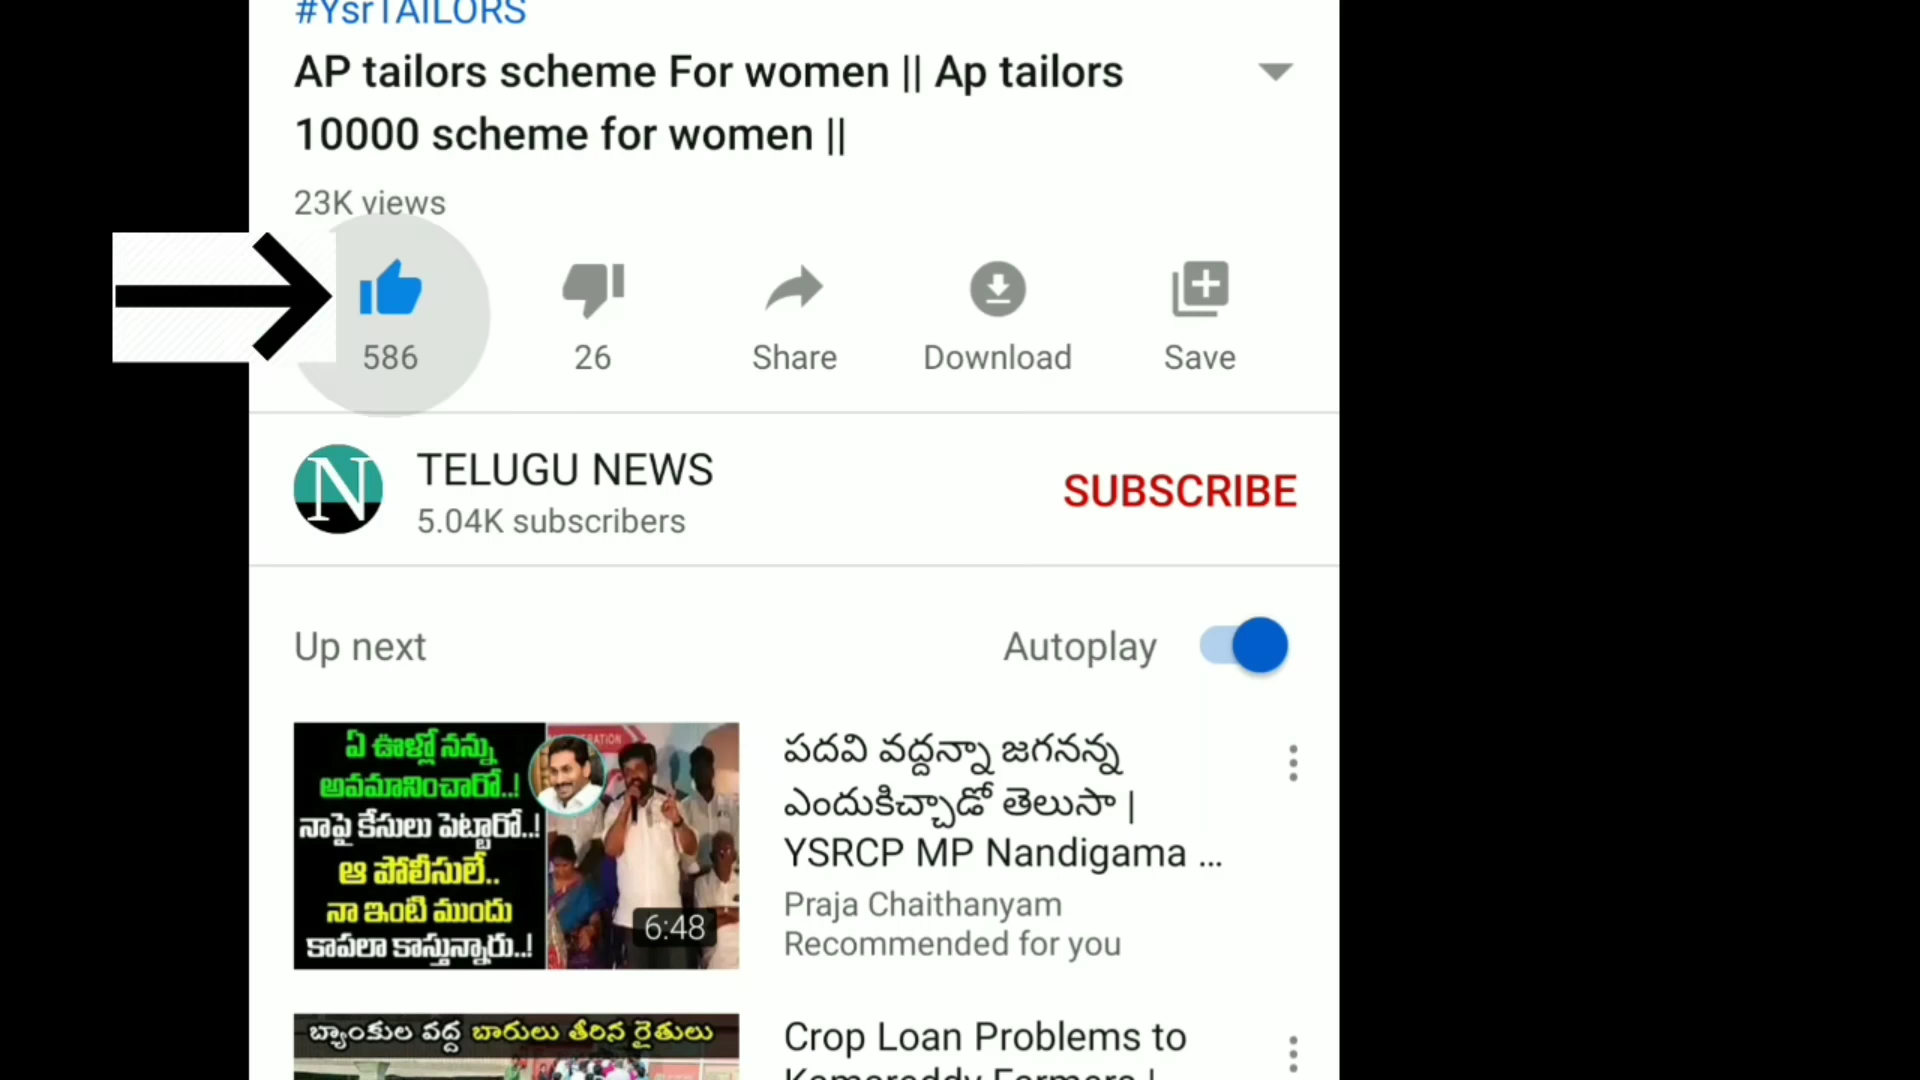 #YsrTAILORS
AP tailors scheme For women || Ap tailors
10000 scheme for women ||
23K views
586
26
Share
Download
Save
N
TELUGU NEWS
5.04K subscribers
SUBSCRIBE
Up next
Autoplay
ఏ ఊళ్లో నన్ను
అవమానించారో..!
నాపై కేసులు పెట్టారో..!
ఆ పోలీసులే..
నా ఇంటి ముందు
కాపలా కాస్తున్నారు..!
6:48
పదవి వద్దన్నా జగనన్న
ఎందుకిచ్చాడో తెలుసా |
YSRCP MP Nandigama ...
Praja Chaithanyam
Recommended for you
బ్యాంకుల వద్ద బారులు తీరిన రైతులు
Crop Loan Problems to
Kamareddy Farmers |